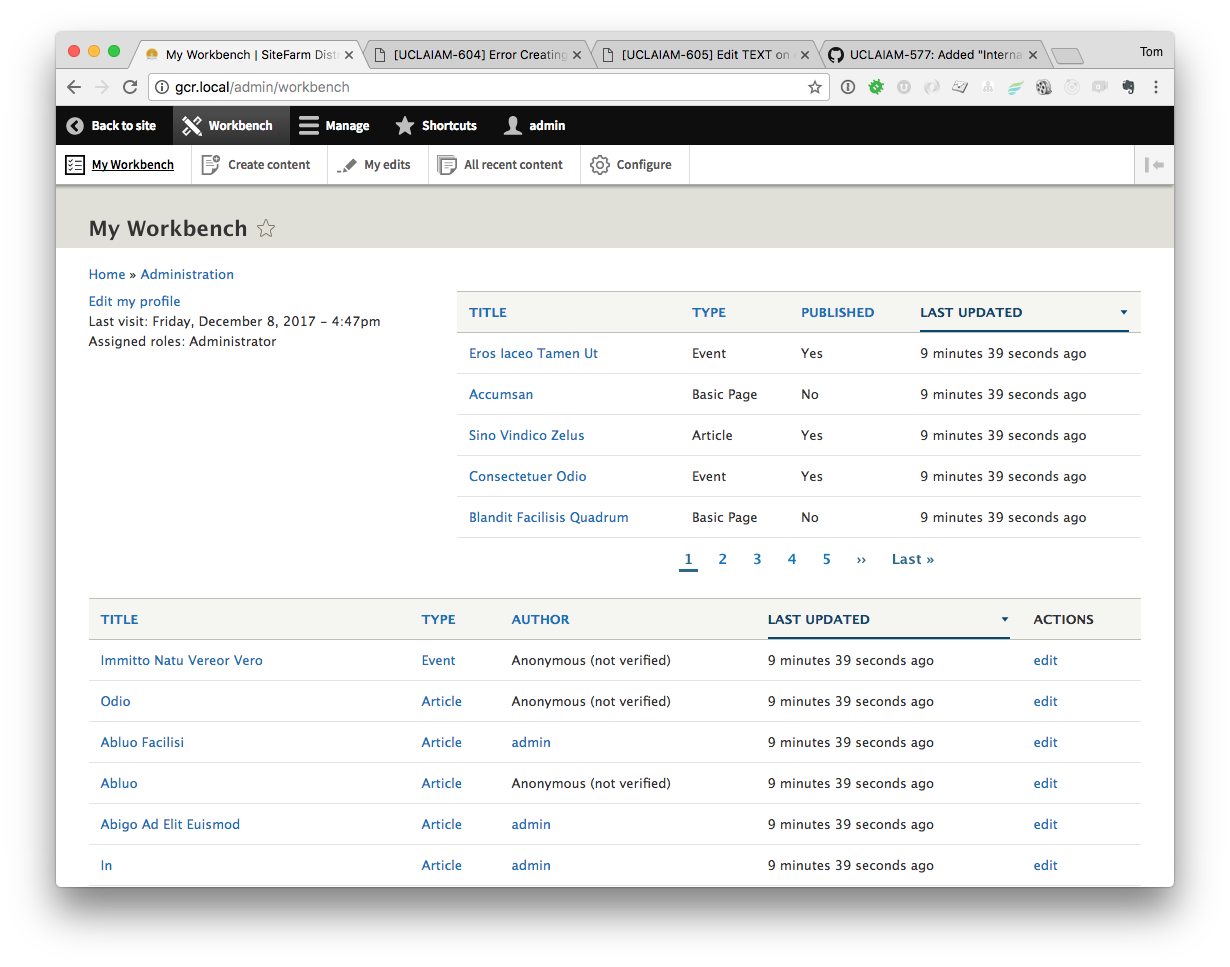 My Workbench | SiteFarm Distr
[UCLAIAM-604] Error Creating
[UCLAIAM-605] Edit TEXT on
UCLAIAM-577: Added "Interna
Tom
gcr.local/admin/workbench
Back to site
Workbench
Manage
Shortcuts
admin
My Workbench
Create content
My edits
All recent content
Configure
My Workbench
Home » Administration
Edit my profile
Last visit: Friday, December 8, 2017 - 4:47pm
Assigned roles: Administrator
TITLE TYPE PUBLISHED LAST UPDATED
Eros Iaceo Tamen Ut Event Yes 9 minutes 39 seconds ago
Accumsan Basic Page No 9 minutes 39 seconds ago
Sino Vindico Zelus Article Yes 9 minutes 39 seconds ago
Consectetuer Odio Event Yes 9 minutes 39 seconds ago
Blandit Facilisis Quadrum Basic Page No 9 minutes 39 seconds ago
1 2 3 4 5 ›› Last »
TITLE TYPE AUTHOR LAST UPDATED ACTIONS
Immitto Natu Vereor Vero Event Anonymous (not verified) 9 minutes 39 seconds ago edit
Odio Article Anonymous (not verified) 9 minutes 39 seconds ago edit
Abluo Facilisi Article admin 9 minutes 39 seconds ago edit
Abluo Article Anonymous (not verified) 9 minutes 39 seconds ago edit
Abigo Ad Elit Euismod Article admin 9 minutes 39 seconds ago edit
In Article admin 9 minutes 39 seconds ago edit